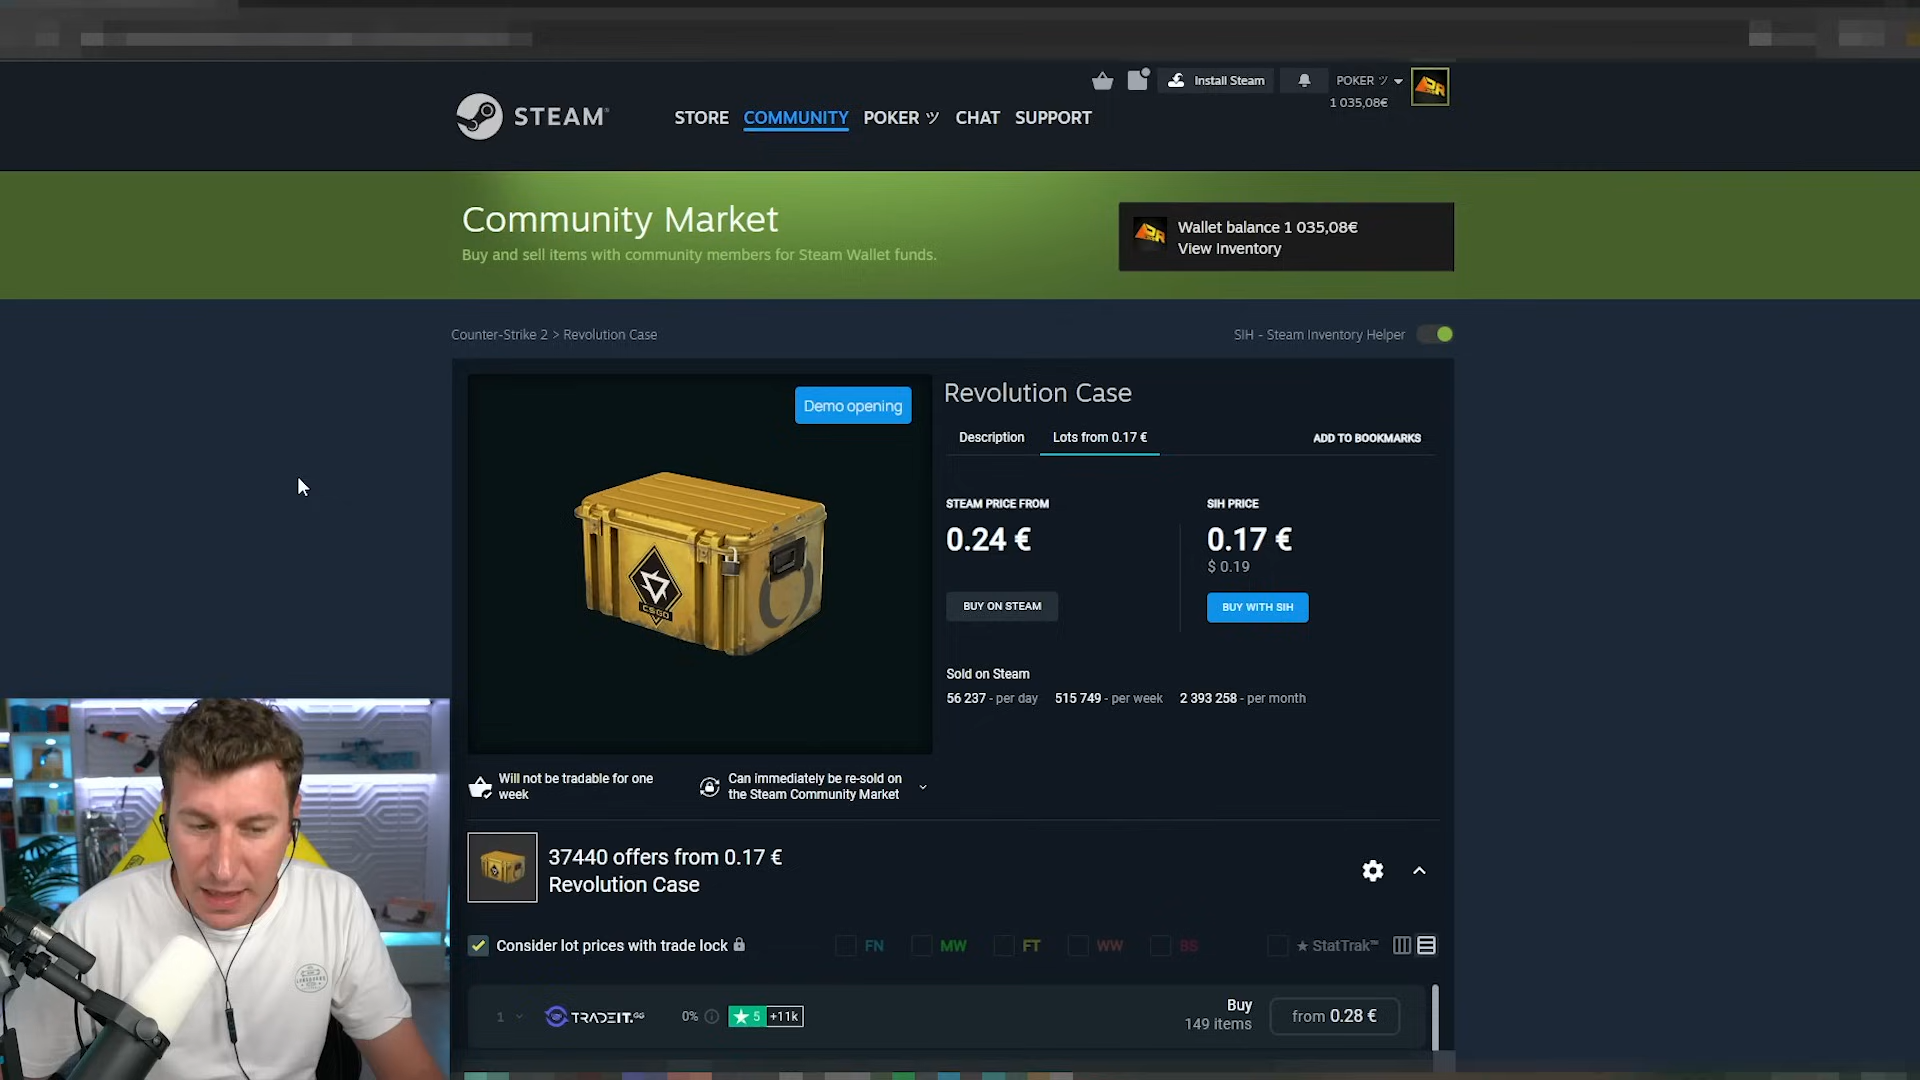 Install Steam
POKER ツ
1 035,08€
STEAM®
STORE
COMMUNITY
POKER ツ
CHAT
SUPPORT
Community Market
Buy and sell items with community members for Steam Wallet funds.
Wallet balance 1 035,08€
View Inventory
Counter-Strike 2 > Revolution Case
SIH - Steam Inventory Helper
Demo opening
Revolution Case
Description
Lots from 0.17 €
ADD TO BOOKMARKS
STEAM PRICE FROM
0.24 €
BUY ON STEAM
SIH PRICE
0.17 €
$ 0.19
BUY WITH SIH
Sold on Steam
56 237 - per day 515 749 - per week 2 393 258 - per month
CSGO
Will not be tradable for one
week
Can immediately be re-sold on
the Steam Community Market
37440 offers from 0.17 €
Revolution Case
Consider lot prices with trade lock
FN
MW
FT
WW
BS
★ StatTrak™
1
TRADEIT.GG
0%
★ 5 +11k
Buy
149 items
from 0.28 €